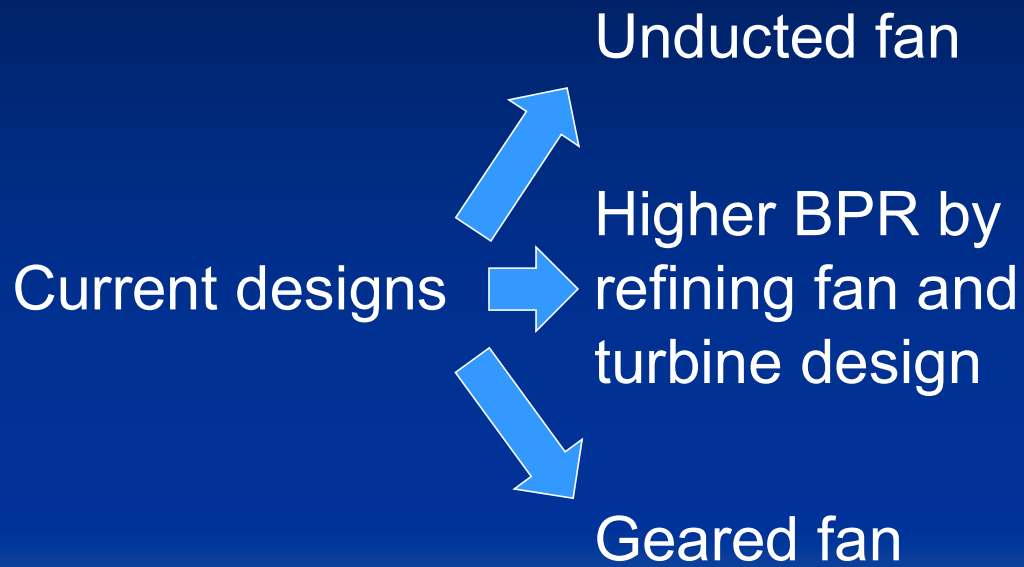 Unducted fan
Current designs
Higher BPR by
refining fan and
turbine design
Geared fan